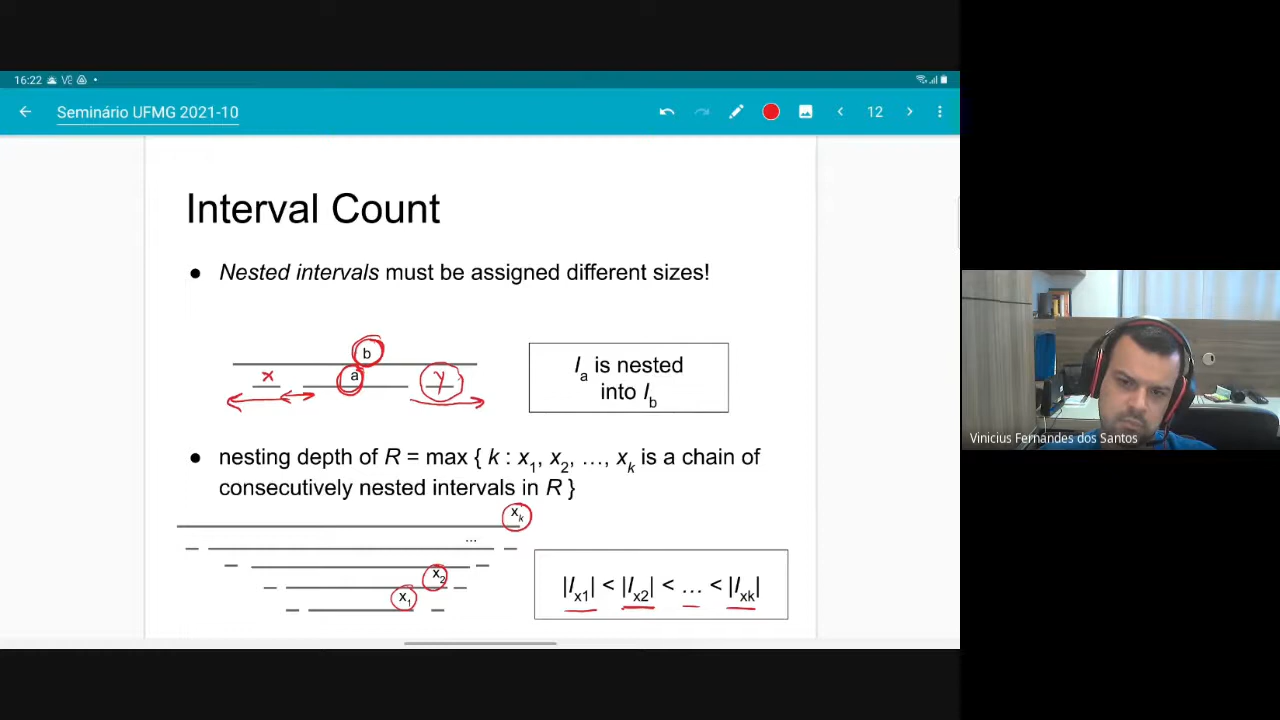 16:22
Seminário UFMG 2021-10
12
Interval Count
● Nested intervals must be assigned different sizes!
b
x
a
y
Ia is nested
into Ib
● nesting depth of R = max { k : x1, x2, …, xk is a chain of
consecutively nested intervals in R }
xk
...
x2
x1
|Ix1| < |Ix2| < … < |Ixk|
Vinicius Fernandes dos Santos